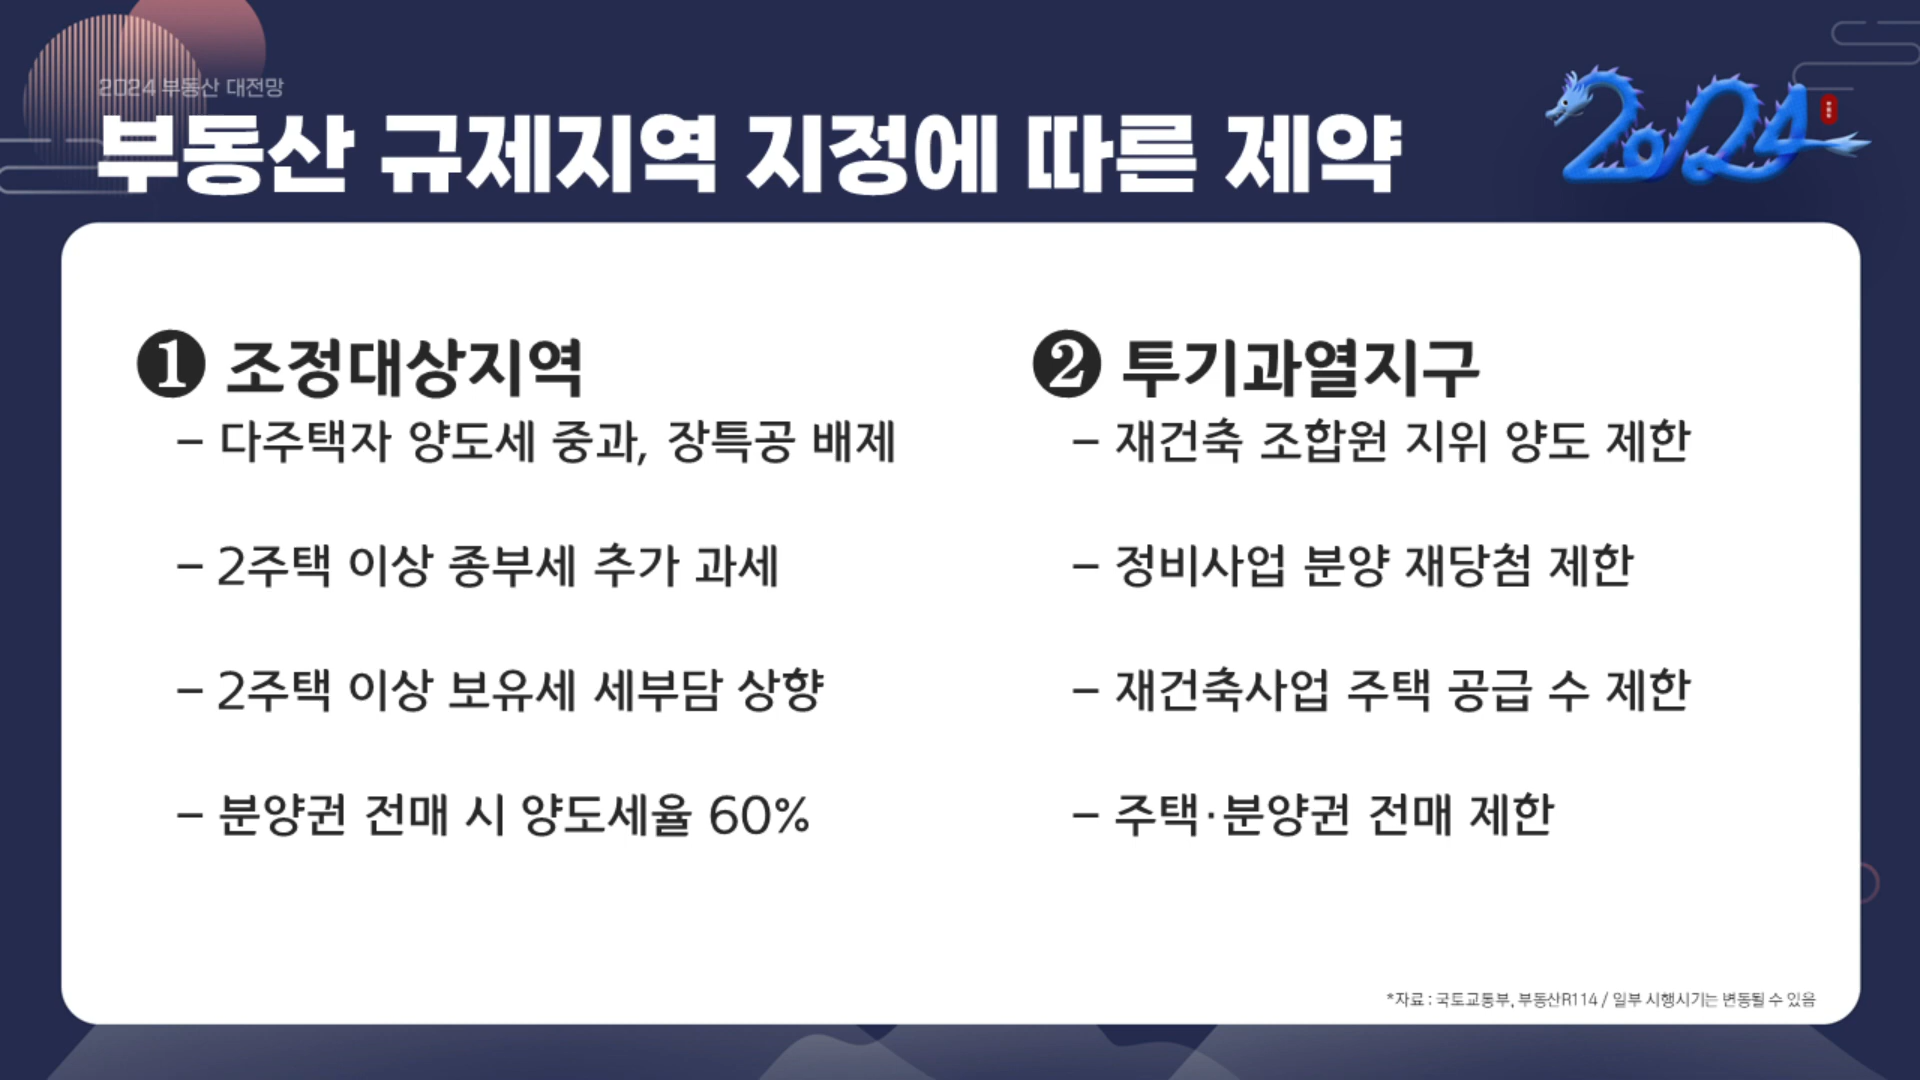 2024 부동산 대전망
부동산 규제지역 지정에 따른 제약
2024
❶ 조정대상지역
– 다주택자 양도세 중과, 장특공 배제
– 2주택 이상 종부세 추가 과세
– 2주택 이상 보유세 세부담 상향
– 분양권 전매 시 양도세율 60%
❷ 투기과열지구
– 재건축 조합원 지위 양도 제한
– 정비사업 분양 재당첨 제한
– 재건축사업 주택 공급 수 제한
– 주택·분양권 전매 제한
*자료 : 국토교통부, 부동산R114 / 일부 시행시기는 변동될 수 있음